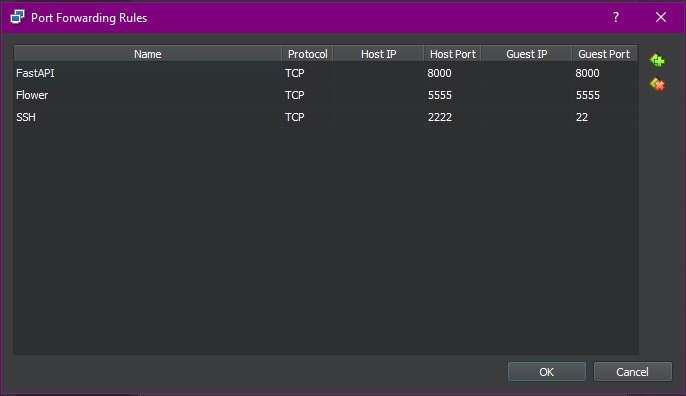 Port Forwarding Rules ?
Name Protocol Host IP Host Port Guest IP Guest Port
FastAPI TCP 8000 8000
Flower TCP 5555 5555
SSH TCP 2222 22
OK Cancel